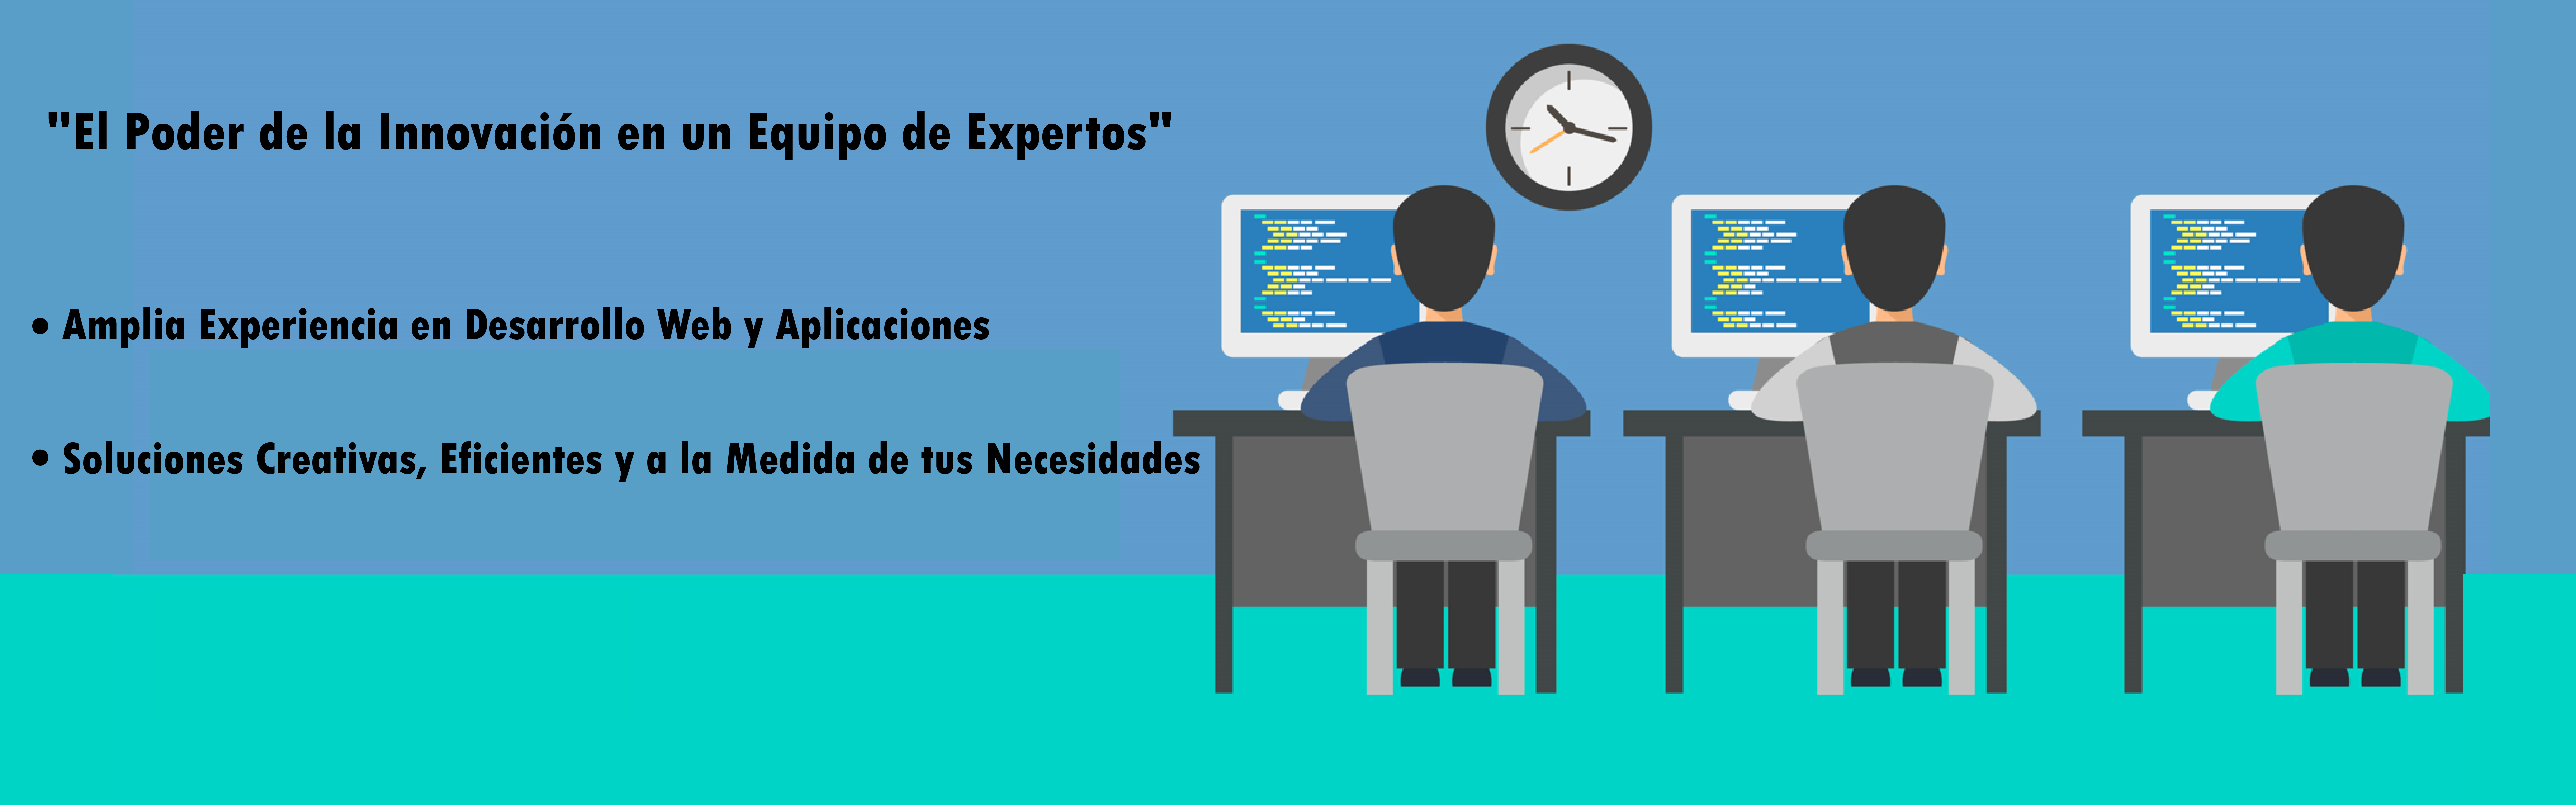 "El Poder de la Innovación en un Equipo de Expertos"
• Amplia Experiencia en Desarrollo Web y Aplicaciones
• Soluciones Creativas, Eficientes y a la Medida de tus Necesidades